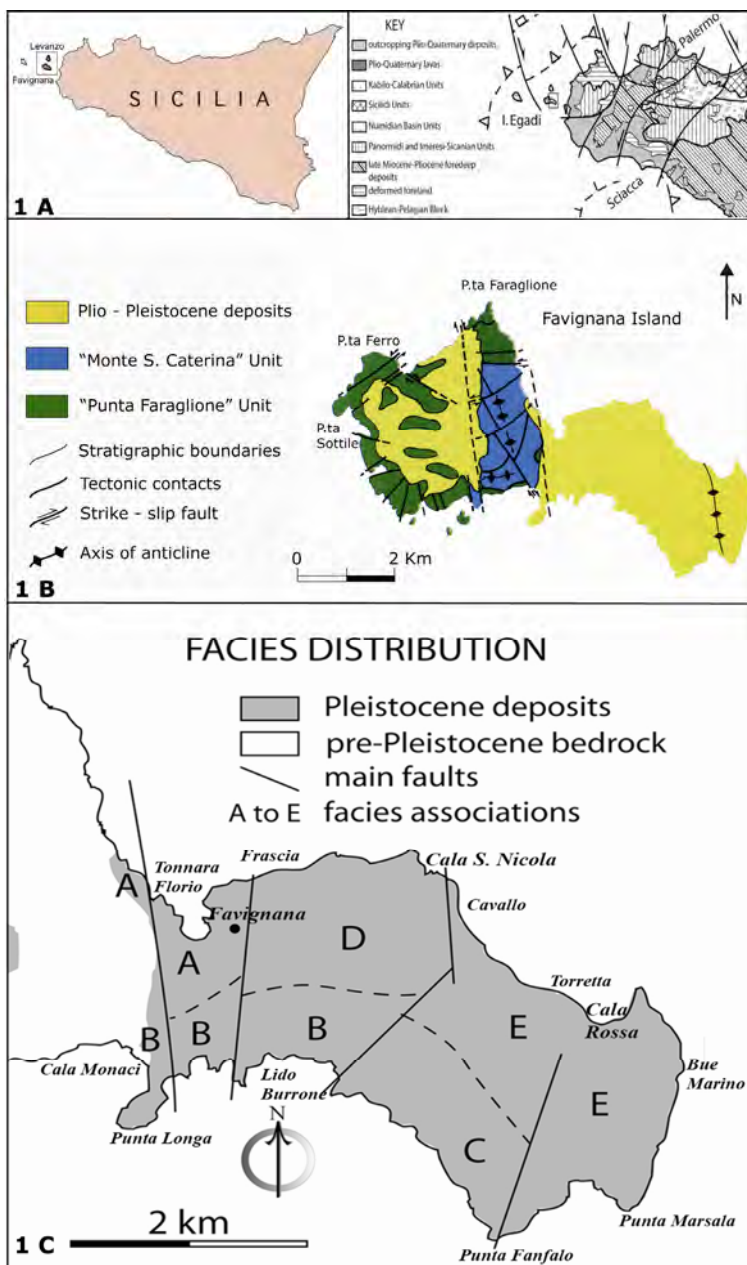 Levanzo
Favignana
SICILIA
1 A
KEY
outcropping Plio-Quaternary deposits
Plio-Quaternary lavas
Kabilo-Calabrian Units
Sicilidi Units
Numidian Basin Units
Panormidi and Imeresi-Sicanian Units
late Miocene-Pliocene foredeep
deposits
deformed foreland
Hyblean-Pelagian Block
Palermo
I.Egadi
Sciacca
Plio - Pleistocene deposits
"Monte S. Caterina" Unit
"Punta Faraglione" Unit
Stratigraphic boundaries
Tectonic contacts
Strike - slip fault
Axis of anticline
1 B
P.ta Faraglione
Favignana Island
N
P.ta Ferro
P.ta
Sottile
0 2 Km
FACIES DISTRIBUTION
Pleistocene deposits
pre-Pleistocene bedrock
main faults
A to E facies associations
A
Tonnara
Florio
Frascia
Cala S. Nicola
Favignana
Cavallo
A
D
Torretta
Cala
Rossa
B
B
B
E
Cala Monaci
Lido
Burrone
Bue
Marino
E
Punta Longa
N
C
2 km
Punta Marsala
1 C
Punta Fanfalo